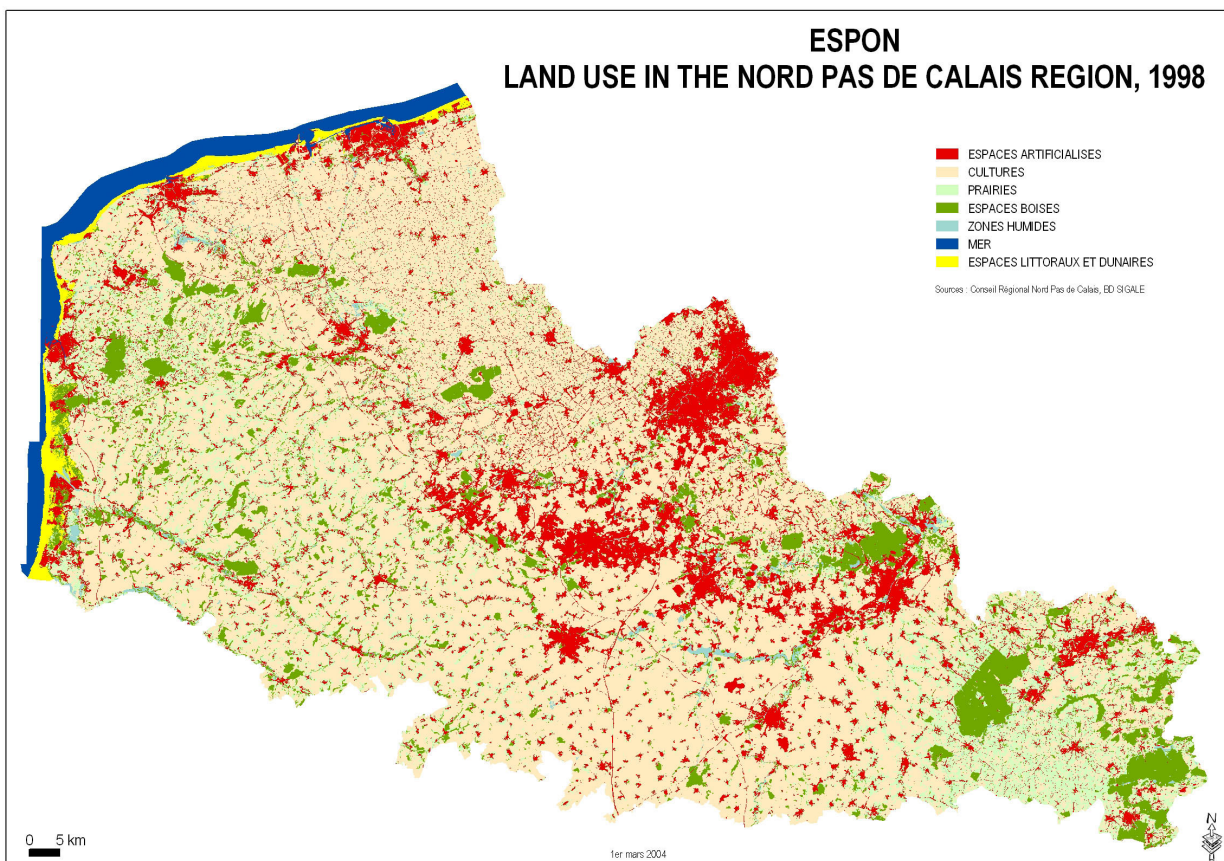 ESPON
LAND USE IN THE NORD PAS DE CALAIS REGION, 1998
ESPACES ARTIFICIALISES
CULTURES
PRAIRIES
ESPACES BOISES
ZONES HUMIDES
MER
ESPACES LITTORAUX ET DUNAIRES
Sources : Conseil Régional Nord Pas de Calais, BD SIGALE
0 5 km
1er mars 2004
N